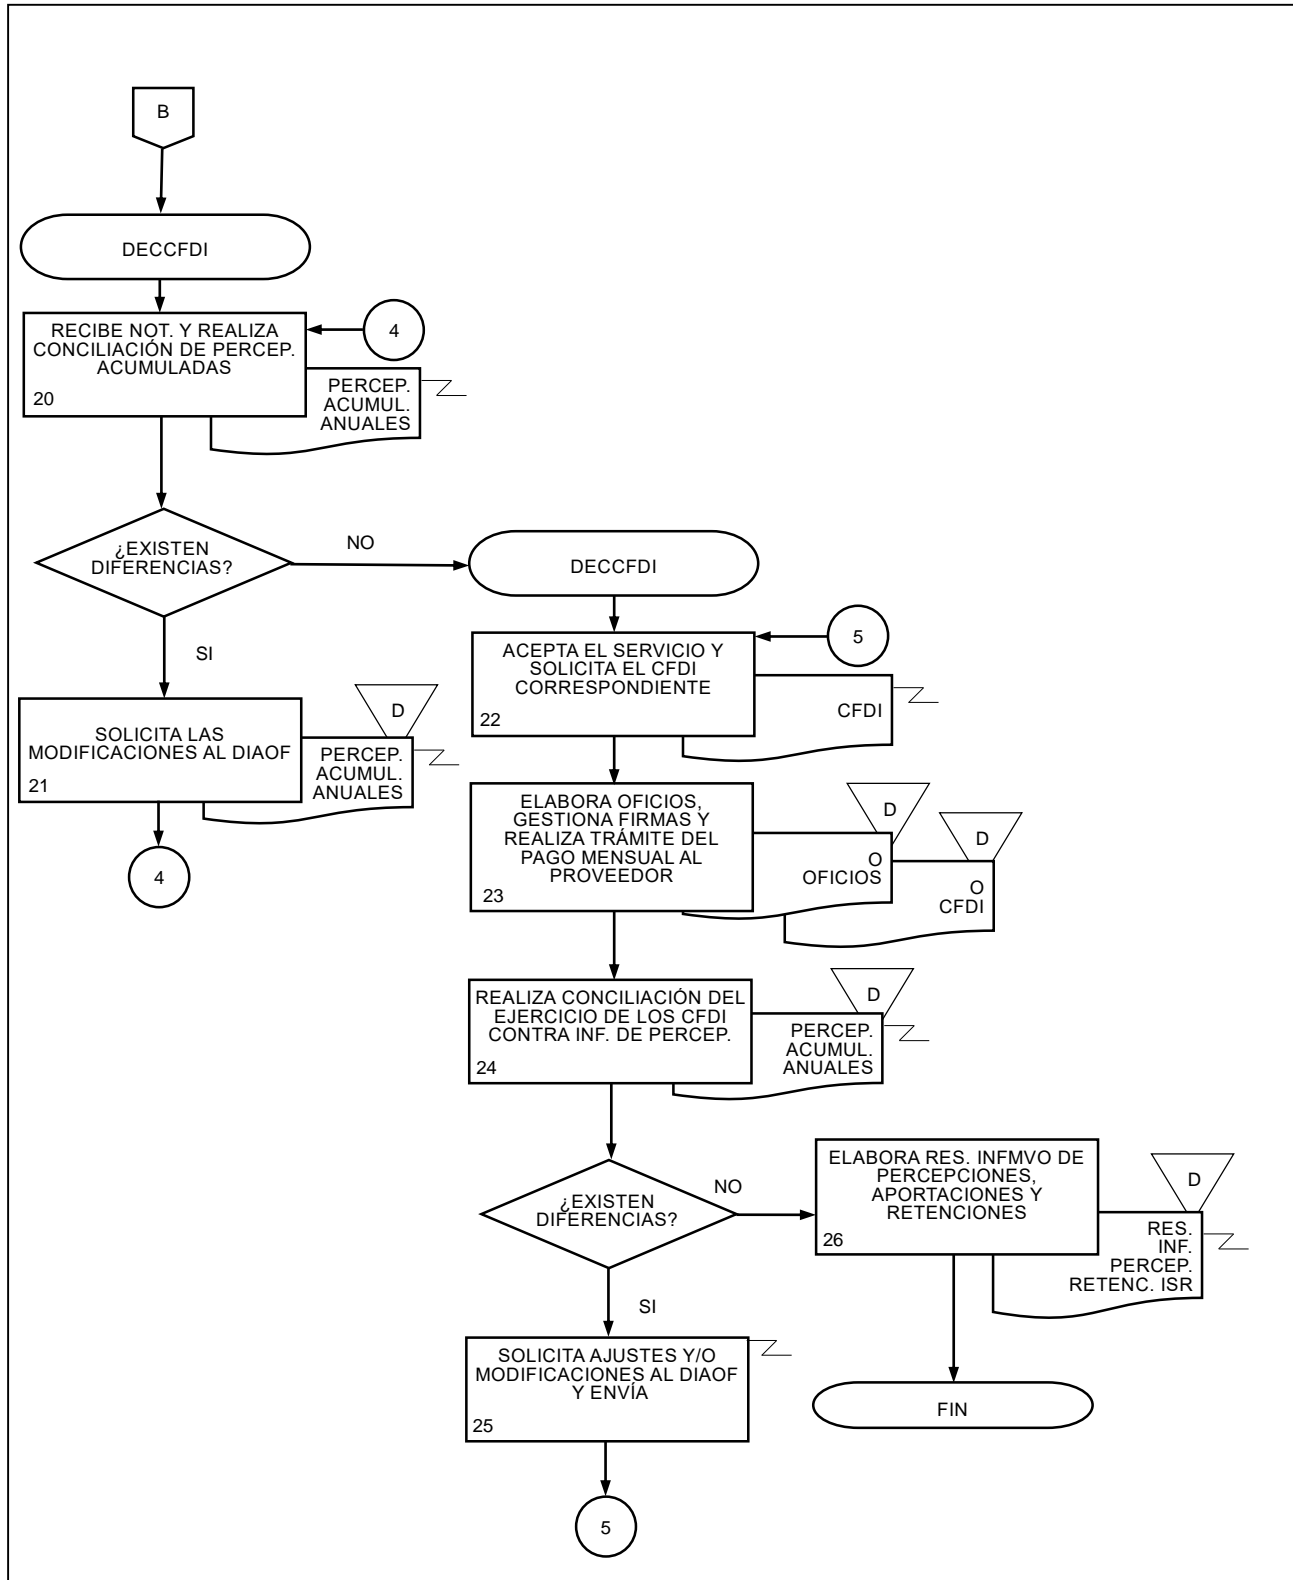 B
DECCFDI
RECIBE NOT. Y REALIZA
CONCILIACIÓN DE PERCEP.
ACUMULADAS
20
4
PERCEP.
ACUMUL.
ANUALES
¿EXISTEN
DIFERENCIAS?
NO
SI
SOLICITA LAS
MODIFICACIONES AL DIAOF
21
D
PERCEP.
ACUMUL.
ANUALES
4
DECCFDI
ACEPTA EL SERVICIO Y
SOLICITA EL CFDI
CORRESPONDIENTE
22
5
CFDI
ELABORA OFICIOS,
GESTIONA FIRMAS Y
REALIZA TRÁMITE DEL
PAGO MENSUAL AL
PROVEEDOR
23
D
O
OFICIOS
D
O
CFDI
REALIZA CONCILIACIÓN DEL
EJERCICIO DE LOS CFDI
CONTRA INF. DE PERCEP.
24
D
PERCEP.
ACUMUL.
ANUALES
¿EXISTEN
DIFERENCIAS?
NO
SI
ELABORA RES. INFMVO DE
PERCEPCIONES,
APORTACIONES Y
RETENCIONES
26
D
RES.
INF.
PERCEP.
RETENC. ISR
SOLICITA AJUSTES Y/O
MODIFICACIONES AL DIAOF
Y ENVÍA
25
FIN
5